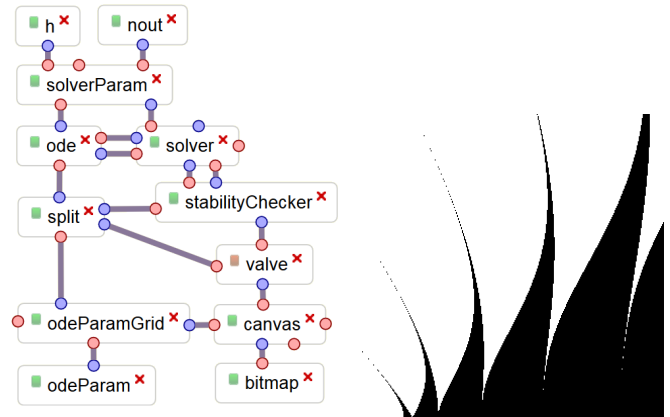 h
nout
solverParam
ode
solver
stabilityChecker
split
valve
odeParamGrid
canvas
odeParam
bitmap